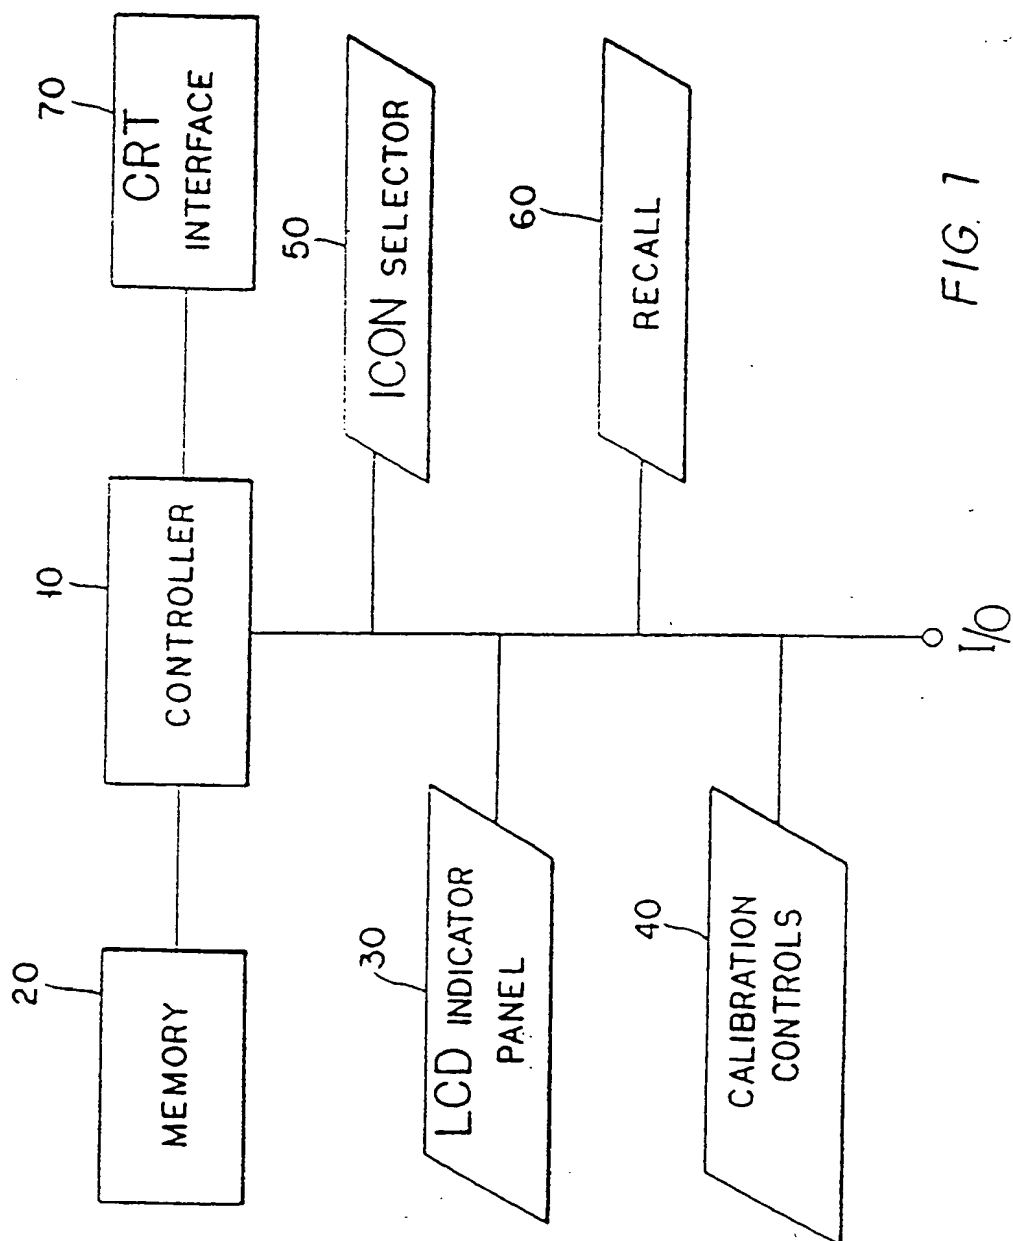 20
MEMORY
10
CONTROLLER
70
CRT
INTERFACE
30
LCD INDICATOR
PANEL
50
ICON SELECTOR
40
CALIBRATION
CONTROLS
60
RECALL
I/O
FIG. 1